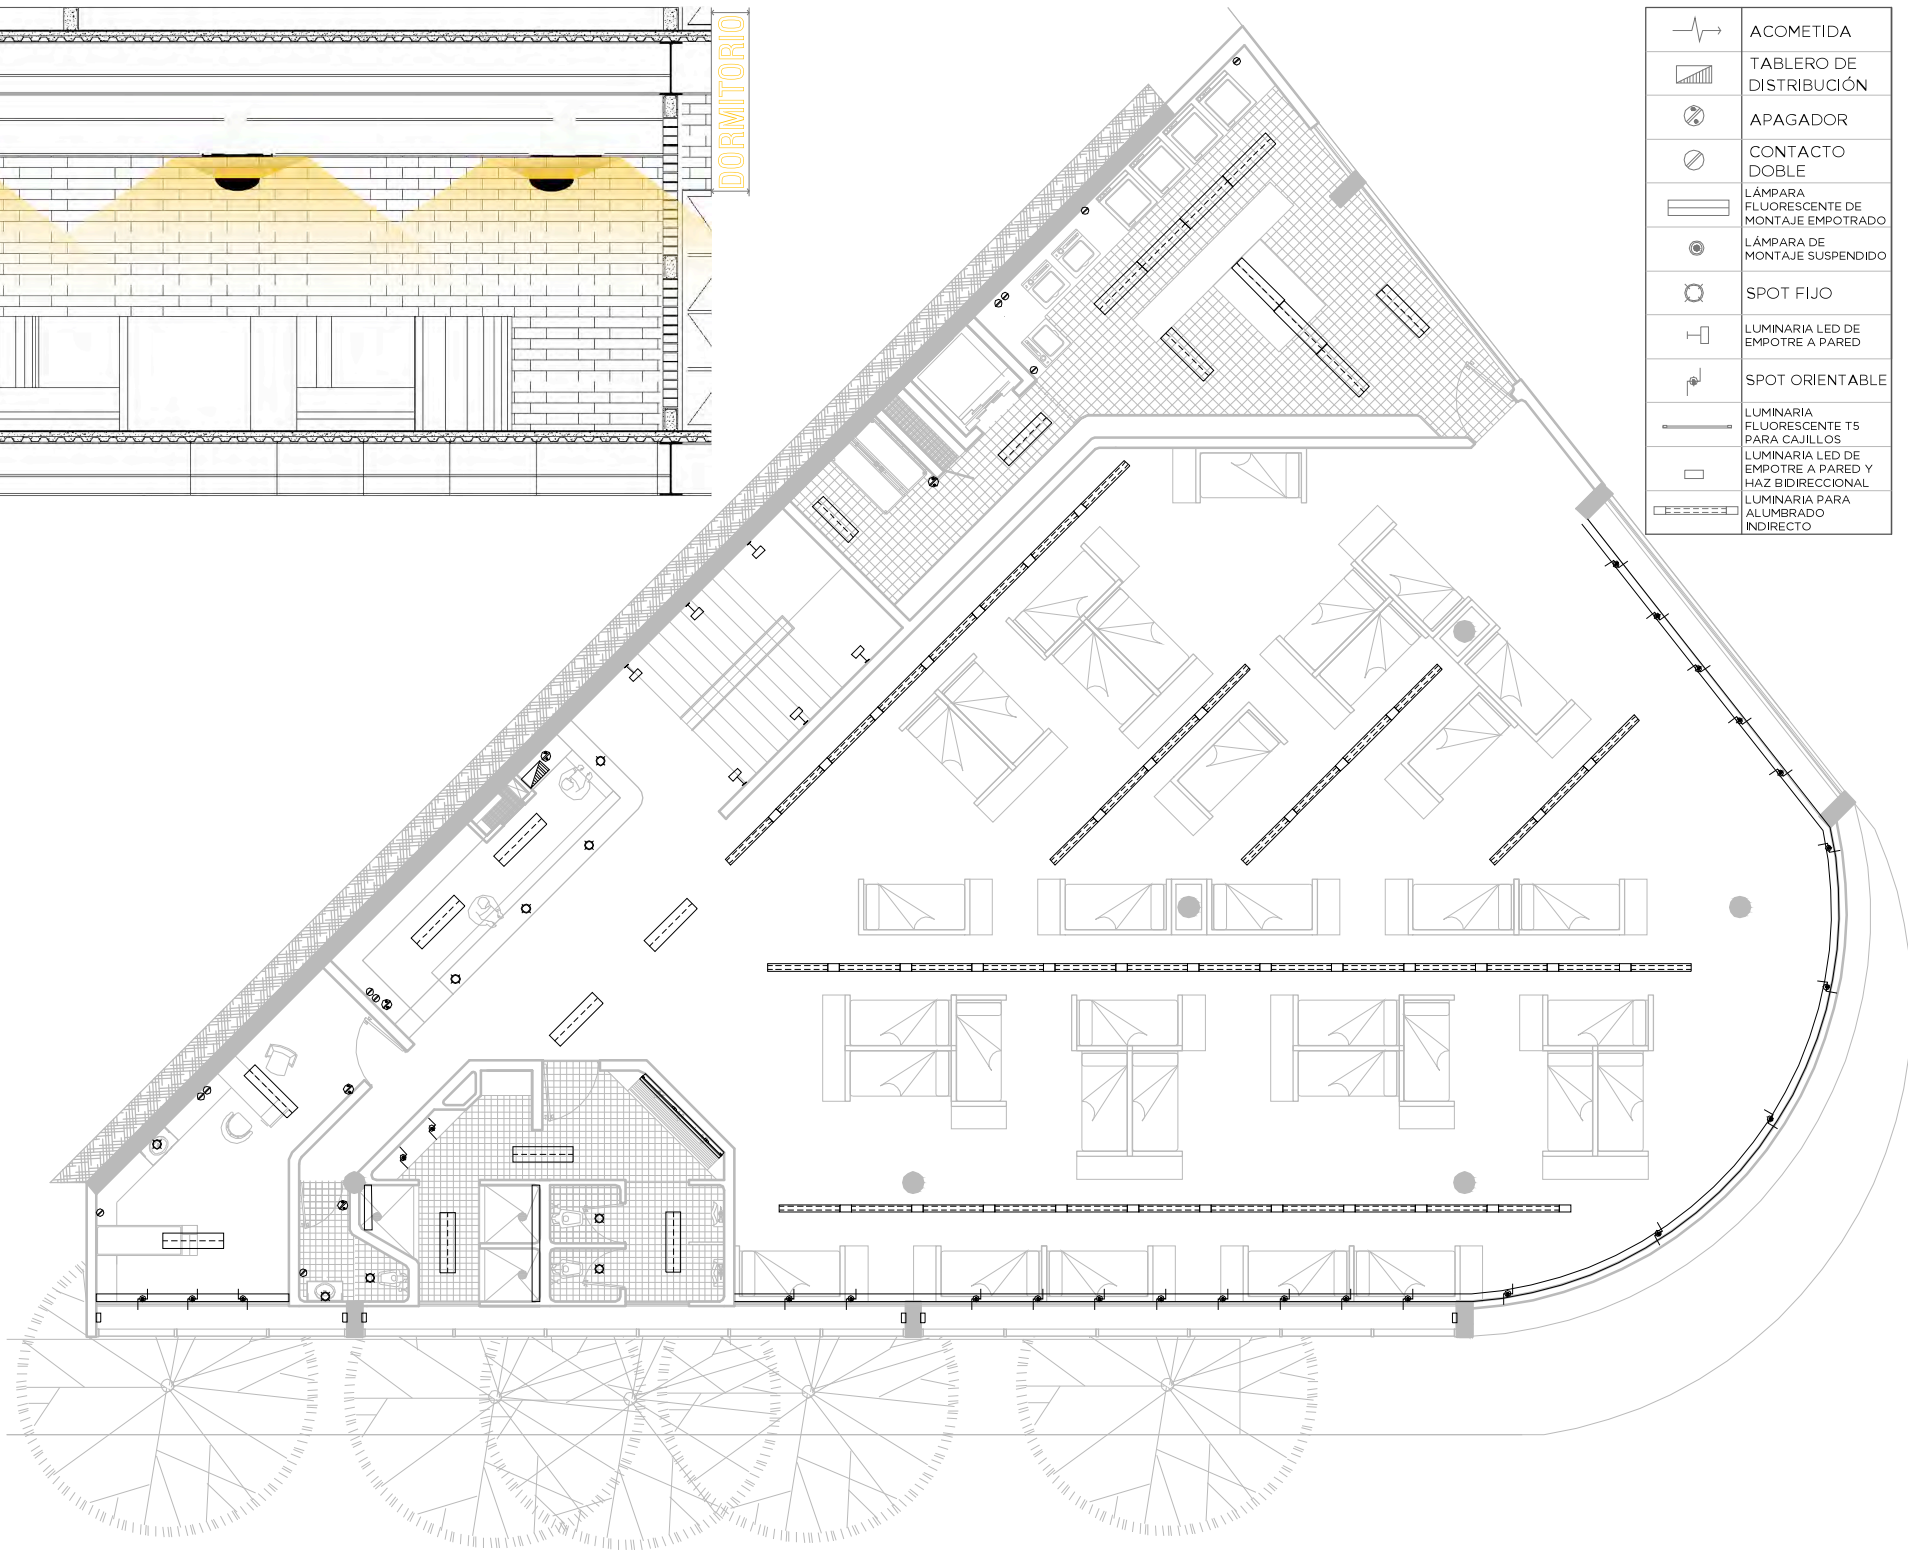 DORMITORIO
ACOMETIDA
TABLERO DE
DISTRIBUCIÓN
APAGADOR
CONTACTO
DOBLE
LÁMPARA
FLUORESCENTE DE
MONTAJE EMPOTRADO
LÁMPARA DE
MONTAJE SUSPENDIDO
SPOT FIJO
LUMINARIA LED DE
EMPOTRE A PARED
SPOT ORIENTABLE
LUMINARIA
FLUORESCENTE T5
PARA CAJILLOS
LUMINARIA LED DE
EMPOTRE A PARED Y
HAZ BIDIRECCIONAL
LUMINARIA PARA
ALUMBRADO
INDIRECTO